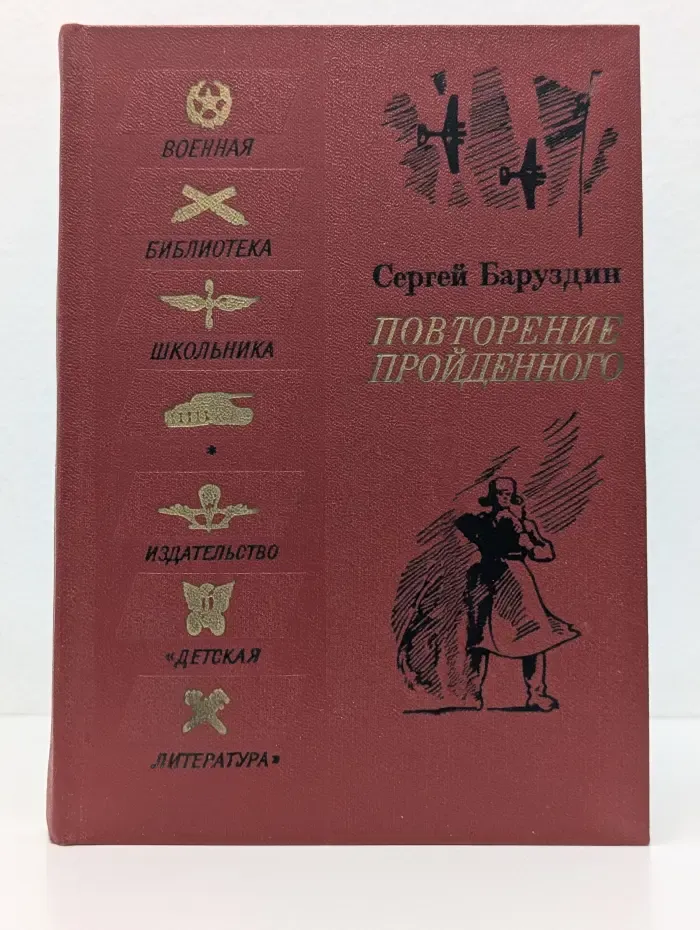 ВОЕННАЯ
БИБЛИОТЕКА
ШКОЛЬНИКА
*
ИЗДАТЕЛЬСТВО
«ДЕТСКАЯ
ЛИТЕРАТУРА»
Сергей Баруздин
ПОВТОРЕНИЕ
ПРОЙДЕННОГО